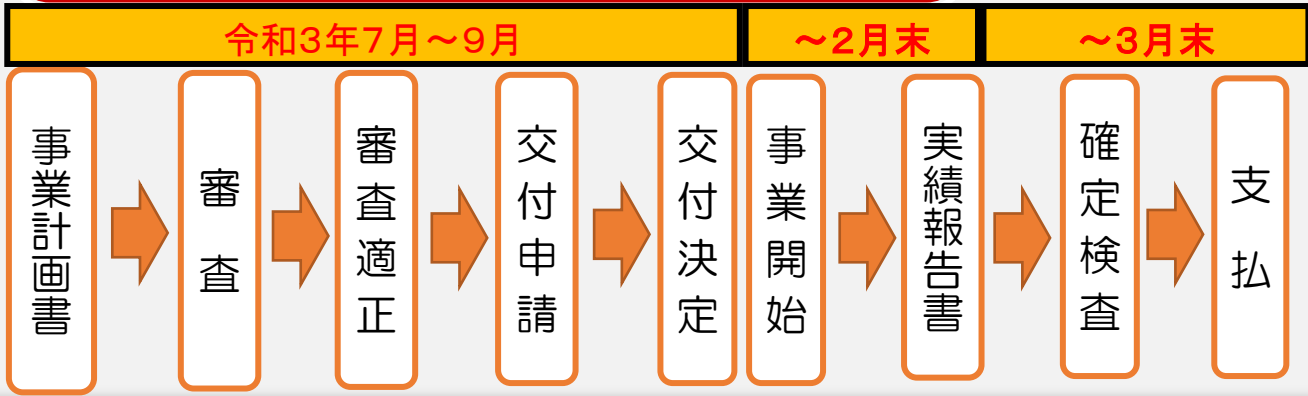 令和3年7月～9月
～2月末
～3月末
事業計画書
審査
審査適正
交付申請
交付決定
事業開始
実績報告書
確定検査
支払